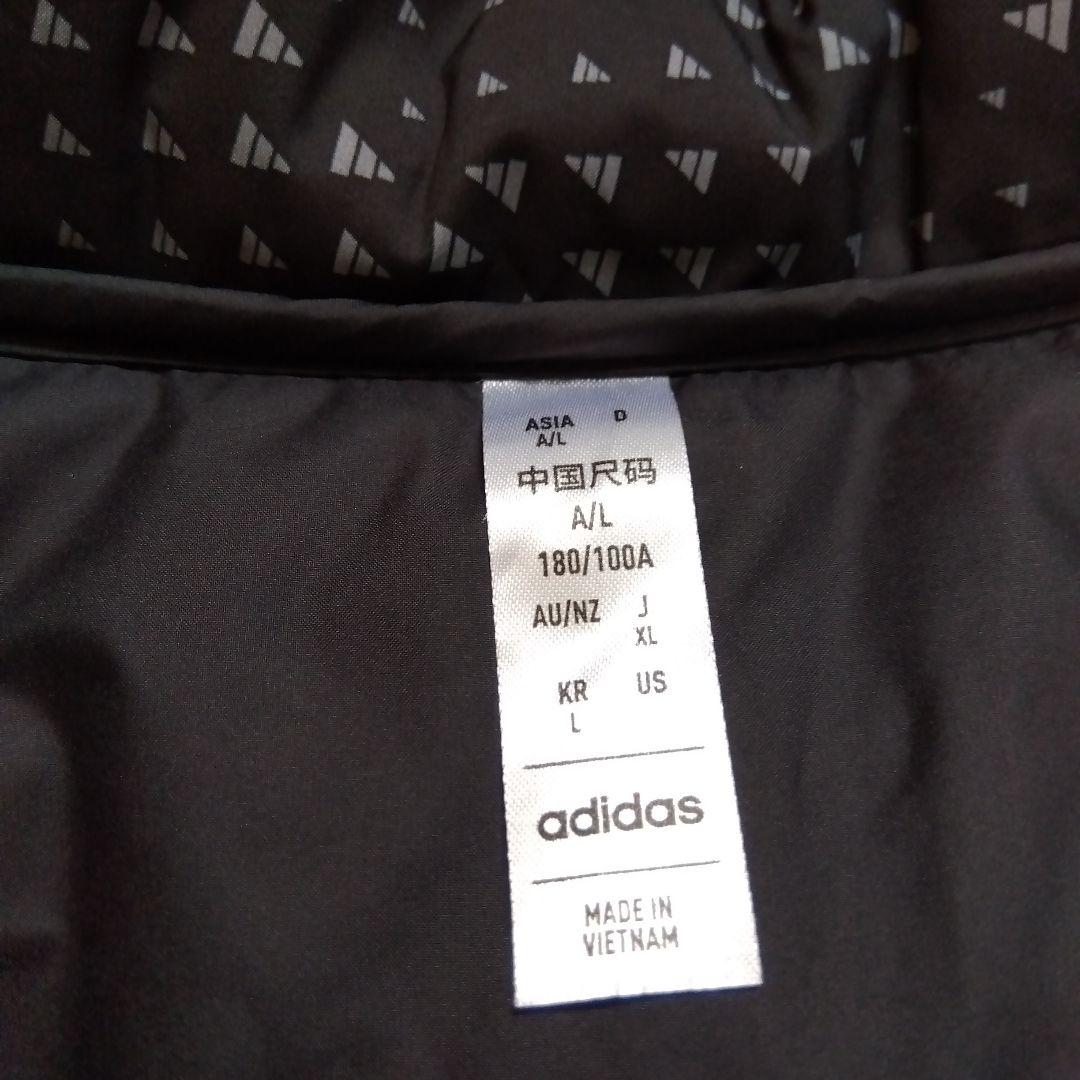 ASIA D
A/L
中国尺码
A/L
180/100A
AU/NZ J
XL
KR US
L
adidas
MADE IN
VIETNAM